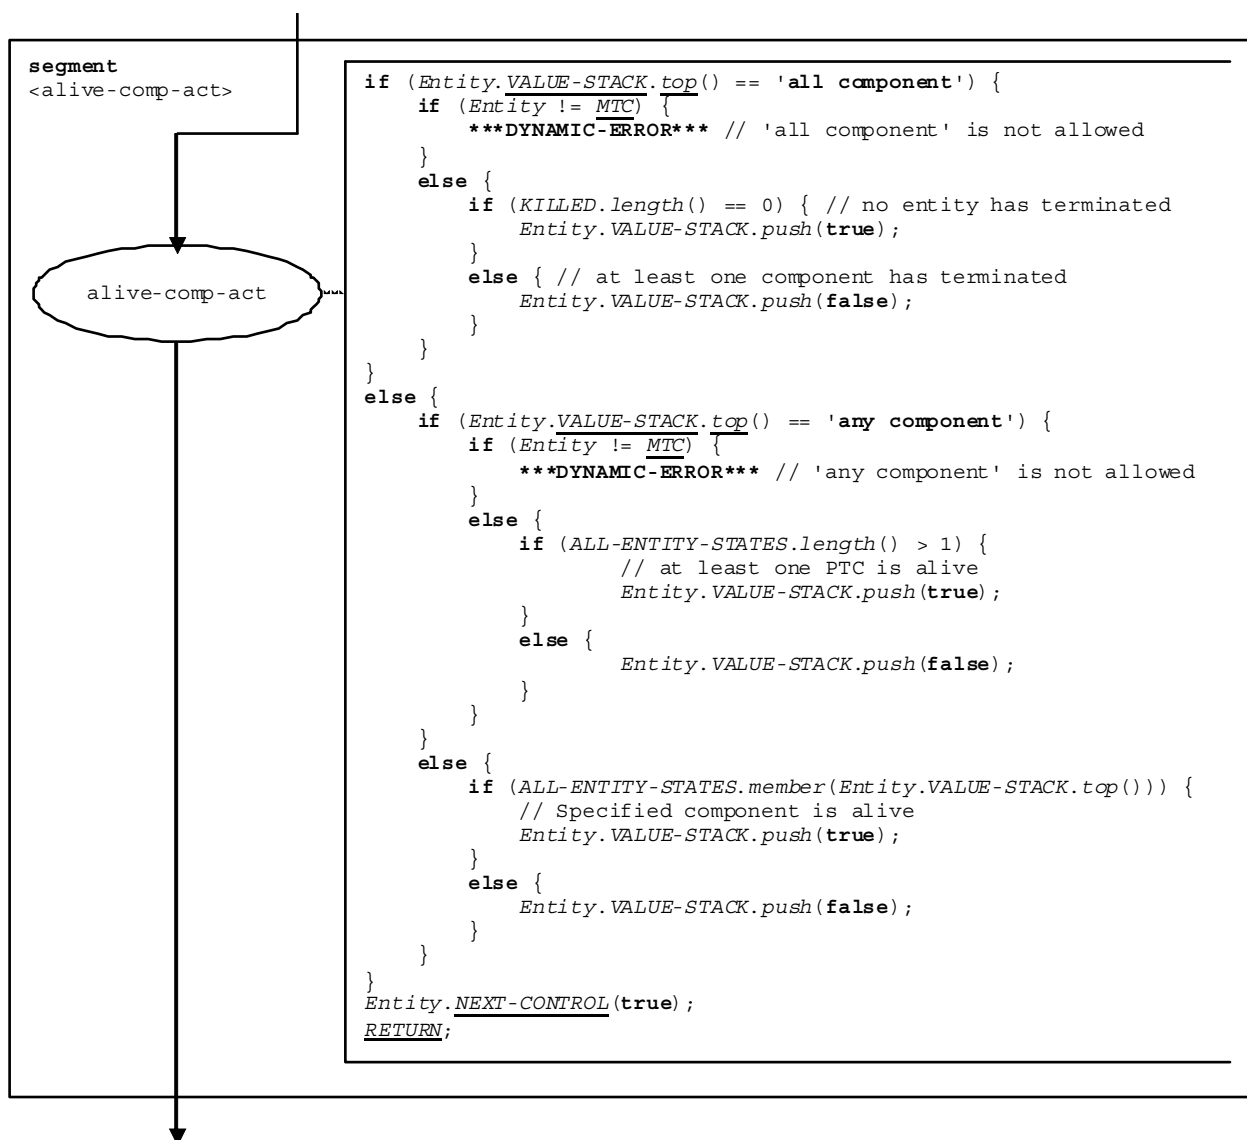 segment
<alive-comp-act>
alive-comp-act
if (Entity.VALUE-STACK.top() == 'all component') {
    if (Entity != MTC) {
        ***DYNAMIC-ERROR*** // 'all component' is not allowed
    }
    else {
        if (KILLED.length() == 0) { // no entity has terminated
            Entity.VALUE-STACK.push(true);
        }
        else { // at least one component has terminated
            Entity.VALUE-STACK.push(false);
        }
    }
}
else {
    if (Entity.VALUE-STACK.top() == 'any component') {
        if (Entity != MTC) {
            ***DYNAMIC-ERROR*** // 'any component' is not allowed
        }
        else {
            if (ALL-ENTITY-STATES.length() > 1) {
                    // at least one PTC is alive
                    Entity.VALUE-STACK.push(true);
            }
            else {
                    Entity.VALUE-STACK.push(false);
            }
        }
    }
    else {
        if (ALL-ENTITY-STATES.member(Entity.VALUE-STACK.top())) {
            // Specified component is alive
            Entity.VALUE-STACK.push(true);
        }
        else {
            Entity.VALUE-STACK.push(false);
        }
    }
}
Entity.NEXT-CONTROL(true);
RETURN;